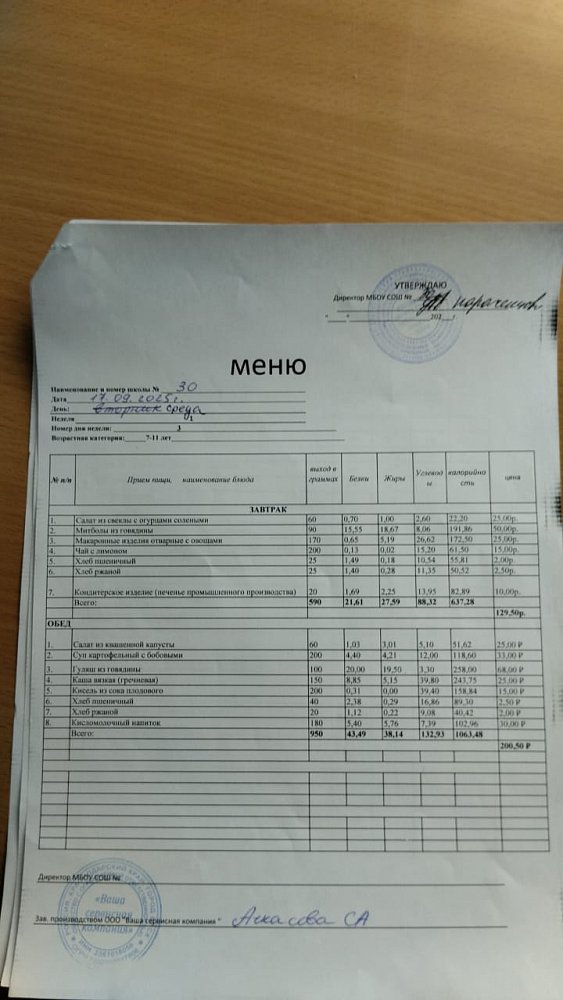 УТВЕРЖДАЮ
Директор МБОУ СОШ №
202 г.
меню
Наименование и номер школы № 30
Дата 17.09.2025г.
День: вторник среда
Неделя 1
Номер дня недели: 3
Возрастная категория: 7-11 лет
№ п/п Прием пищи, наименование блюда выход в граммах Белки Жиры Углеводы калорийность цена
ЗАВТРАК
1. Салат из свеклы с огурцами солеными 60 0,70 1,00 2,60 22,20 25,00р.
2. Митболы из говядины 90 15,55 18,67 8,06 191,86 50,00р.
3. Макаронные изделия отварные с овощами 170 0,65 5,19 26,62 172,50 25,00р.
4. Чай с лимоном 200 0,13 0,02 15,20 61,50 15,00р.
5. Хлеб пшеничный 25 1,49 0,18 10,54 55,81 2,00р.
6. Хлеб ржаной 25 1,40 0,28 11,35 50,52 2,50р.
7. Кондитерское изделие (печенье промышленного производства) 20 1,69 2,25 13,95 82,89 10,00р.
Всего: 590 21,61 27,59 88,32 637,28
129,50р.
ОБЕД
1. Салат из квашенной капусты 60 1,03 3,01 5,10 51,62 25,00 ₽
2. Суп картофельный с бобовыми 200 4,40 4,21 12,00 118,60 33,00 ₽
3. Гуляш из говядины 100 20,00 19,50 3,30 258,00 68,00 ₽
4. Каша вязкая (гречневая) 150 8,85 5,15 39,80 243,75 25,00 ₽
5. Кисель из сока плодового 200 0,31 0,00 39,40 158,84 15,00 ₽
6. Хлеб пшеничный 40 2,38 0,29 16,86 89,30 2,50 ₽
7. Хлеб ржаной 20 1,12 0,22 9,08 40,42 2,00 ₽
8. Кисломолочный напиток 180 5,40 5,76 7,39 102,96 30,00 ₽
Всего: 950 43,49 38,14 132,93 1063,48
200,50 ₽
Директор МБОУ СОШ №
«Ваша
сервисная
компания»
Зав. производством ООО "Ваша сервисная компания " Аскасова СА